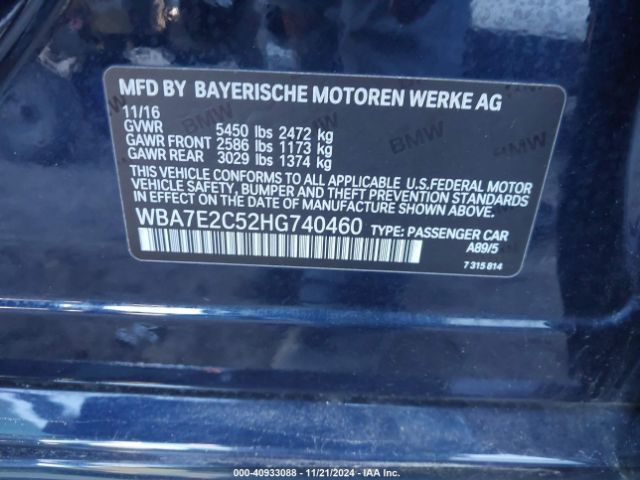 MFD BY BAYERISCHE MOTOREN WERKE AG
11/16
GVWR 5450 lbs 2472 kg
GAWR FRONT 2586 lbs 1173 kg
GAWR REAR 3029 lbs 1374 kg
THIS VEHICLE CONFORMS TO ALL APPLICABLE U.S.FEDERAL MOTOR
VEHICLE SAFETY, BUMPER AND THEFT PREVENTION STANDARDS
IN EFFECT ON THE DATE OF MANUFACTURE SHOWN ABOVE.
WBA7E2C52HG740460 TYPE: PASSENGER CAR
A89/5
7 315 814
BMW
BMW
000-40933088 - 11/21/2024 - IAA Inc.